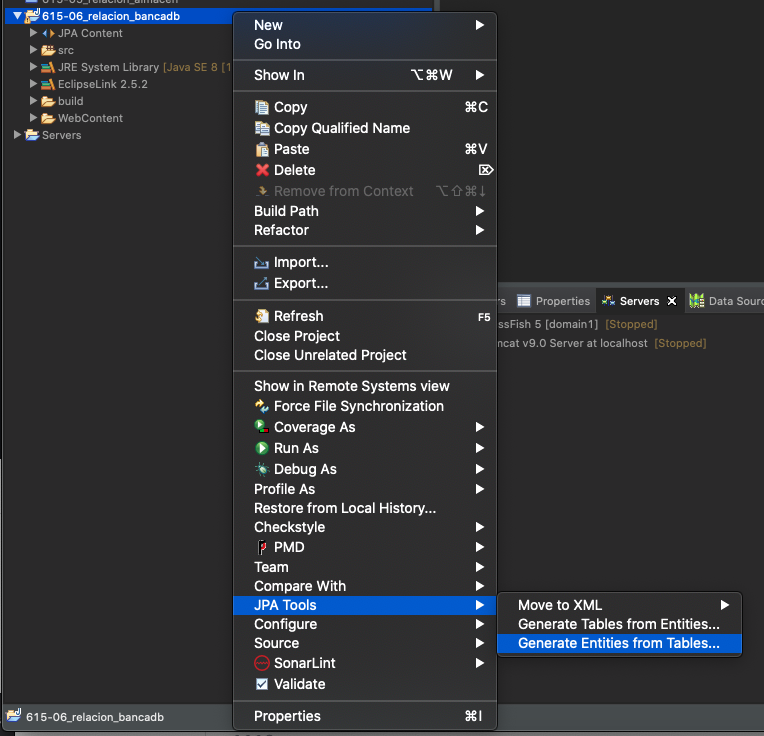 615-05_relacion_almacen
615-06_relacion_bancadb
JPA Content
src
JRE System Library [Java SE 8 [1
EclipseLink 2.5.2
build
WebContent
Servers
New
Go Into
Show In ⌥⌘W
Copy ⌘C
Copy Qualified Name
Paste ⌘V
Delete ⌦
Remove from Context ⌥⇧⌘↓
Build Path
Refactor
Import...
Export...
Refresh F5
Close Project
Close Unrelated Project
Show in Remote Systems view
Force File Synchronization
Coverage As
Run As
Debug As
Profile As
Restore from Local History...
Checkstyle
PMD
Team
Compare With
JPA Tools
Configure
Source
SonarLint
Validate
Properties ⌘I
Move to XML
Generate Tables from Entities...
Generate Entities from Tables...
rs Properties Servers Data Sour
ssFish 5 [domain1] [Stopped]
mcat v9.0 Server at localhost [Stopped]
615-06_relacion_bancadb